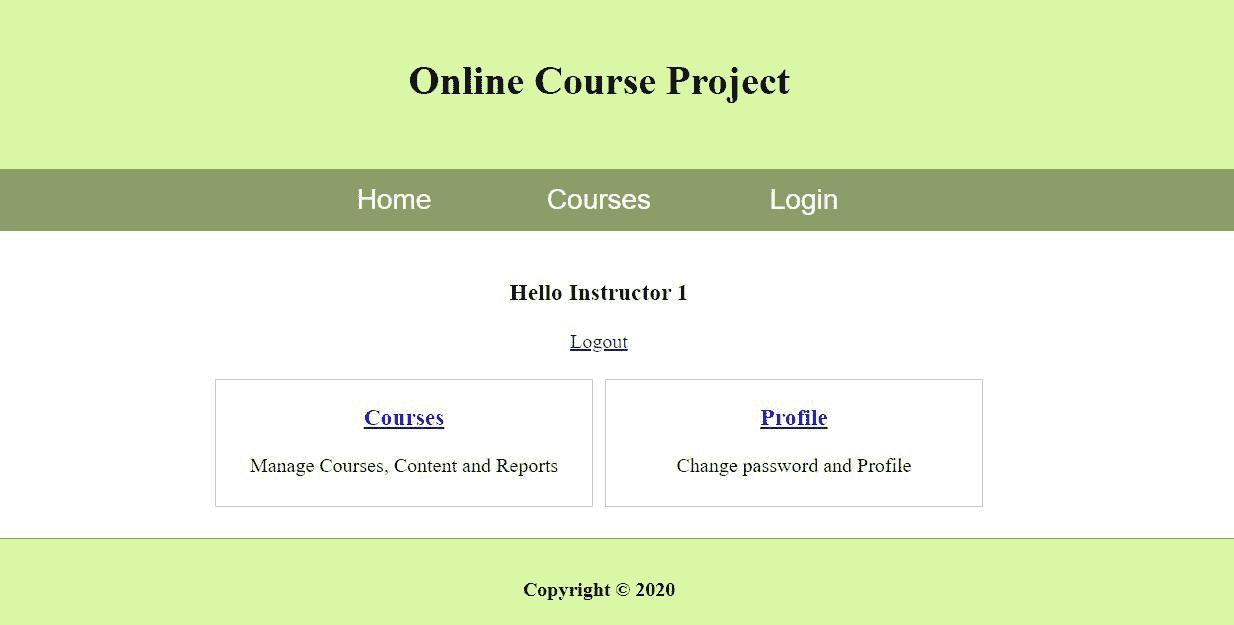 Online Course Project
Home Courses Login
Hello Instructor 1
Logout
Courses Profile
Manage Courses, Content and Reports Change password and Profile
Copyright © 2020